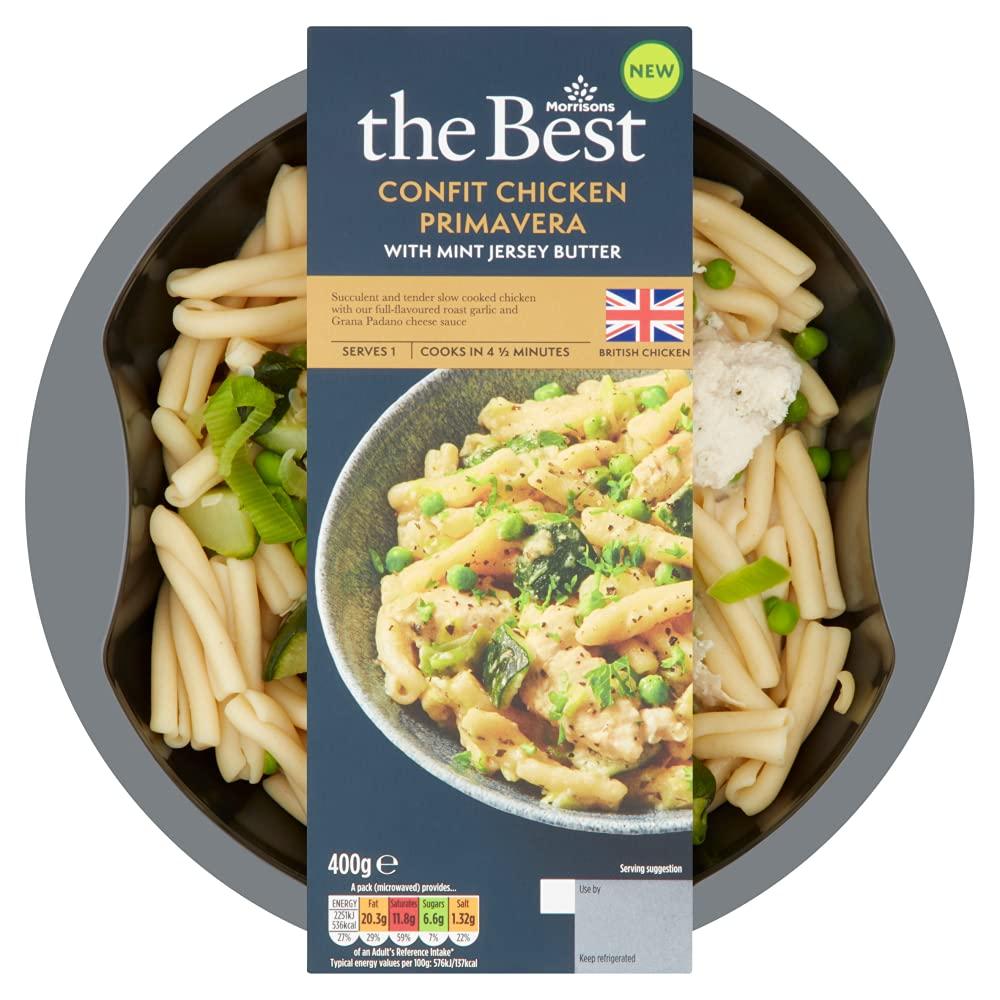 NEW
Morrisons
the Best
CONFIT CHICKEN
PRIMAVERA
WITH MINT JERSEY BUTTER
Succulent and tender slow cooked chicken
with our full-flavoured roast garlic and
Grana Padano cheese sauce
BRITISH CHICKEN
SERVES 1 | COOKS IN 4 ½ MINUTES
400g ℮
Serving suggestion
A pack (microwaved) provides...
ENERGY Fat Saturates Sugars Salt
2251kJ 20.3g 11.8g 6.6g 1.32g
536kcal
27% 29% 59% 7% 22%
of an Adult's Reference Intake*
Typical energy values per 100g: 576kJ/137kcal
Use by
Keep refrigerated